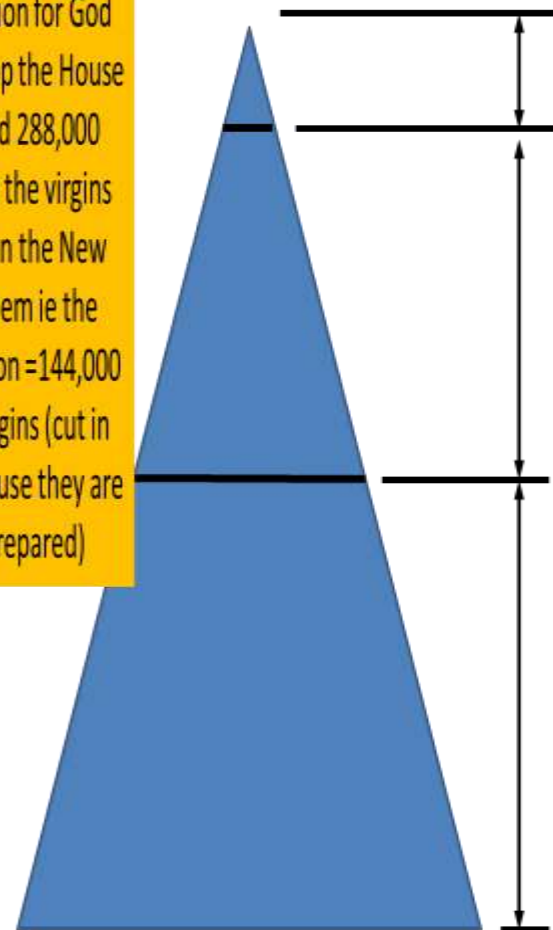 ion for God
p the House
d 288,000
the virgins
n the New
em ie the
on =144,000
gins (cut in
use they are
repared)